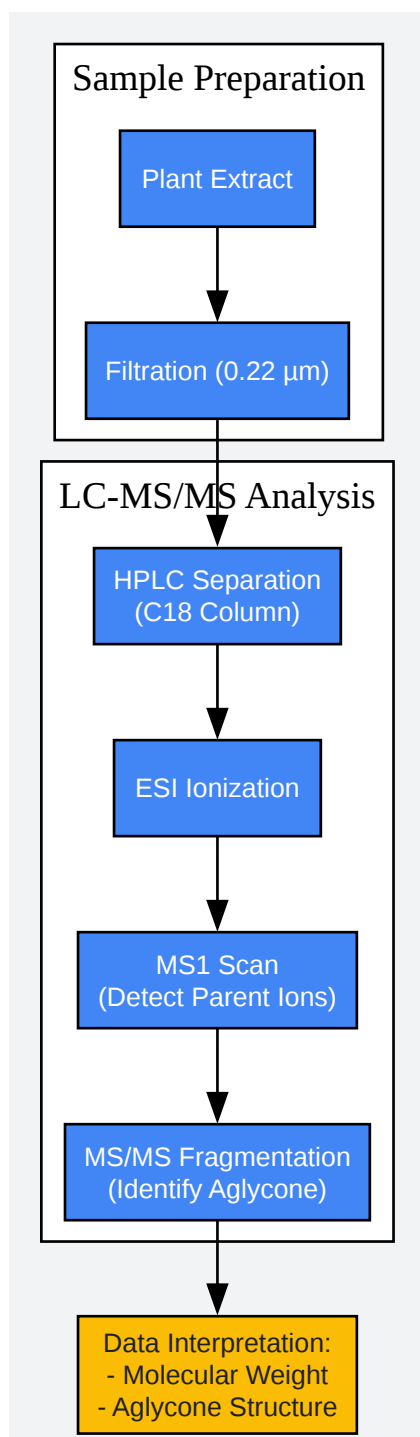 Sample Preparation
Plant Extract
Filtration (0.22 µm)
LC-MS/MS Analysis
HPLC Separation
(C18 Column)
ESI Ionization
MS1 Scan
(Detect Parent Ions)
MS/MS Fragmentation
(Identify Aglycone)
Data Interpretation:
- Molecular Weight
- Aglycone Structure